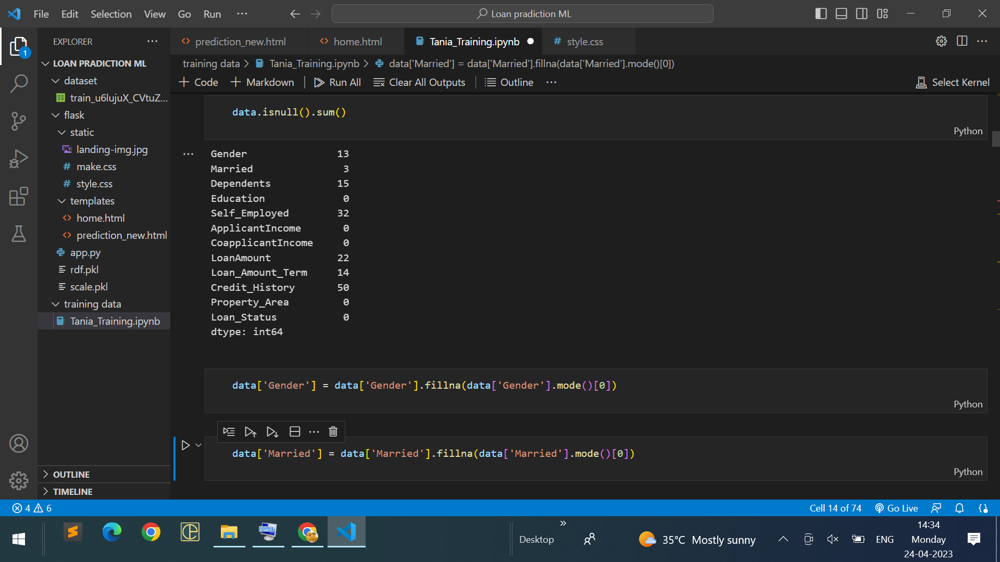 File Edit Selection View Go Run ···
Loan pradiction ML
EXPLORER ···
prediction_new.html
home.html
Tania_Training.ipynb
# style.css
1
LOAN PRADICTION ML
training data > Tania_Training.ipynb > data['Married'] = data['Married'].fillna(data['Married'].mode()[0])
+ Code + Markdown Run All Clear All Outputs Outline ···
Select Kernel
dataset
train_u6lujuX_CVtuZ...
flask
static
landing-img.jpg
# make.css
# style.css
templates
home.html
prediction_new.html
app.py
rdf.pkl
scale.pkl
training data
Tania_Training.ipynb
OUTLINE
TIMELINE
data.isnull().sum()
Python
Gender 13
Married 3
Dependents 15
Education 0
Self_Employed 32
ApplicantIncome 0
CoapplicantIncome 0
LoanAmount 22
Loan_Amount_Term 14
Credit_History 50
Property_Area 0
Loan_Status 0
dtype: int64
data['Gender'] = data['Gender'].fillna(data['Gender'].mode()[0])
Python
data['Married'] = data['Married'].fillna(data['Married'].mode()[0])
Python
4 6
Cell 14 of 74 Go Live
Desktop
35°C Mostly sunny
ENG
14:34
Monday
24-04-2023